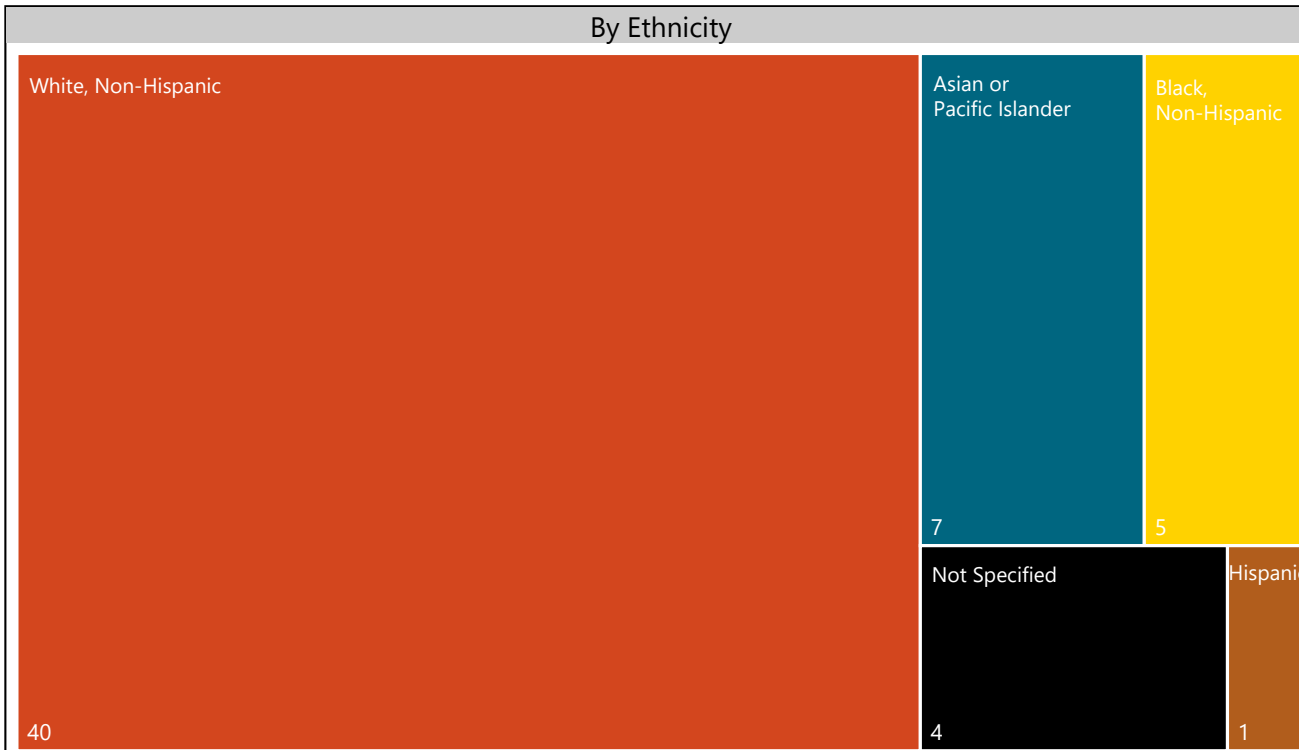 By Ethnicity
White, Non-Hispanic
40
Asian or
Pacific Islander
7
Black,
Non-Hispanic
5
Not Specified
4
Hispanic
1